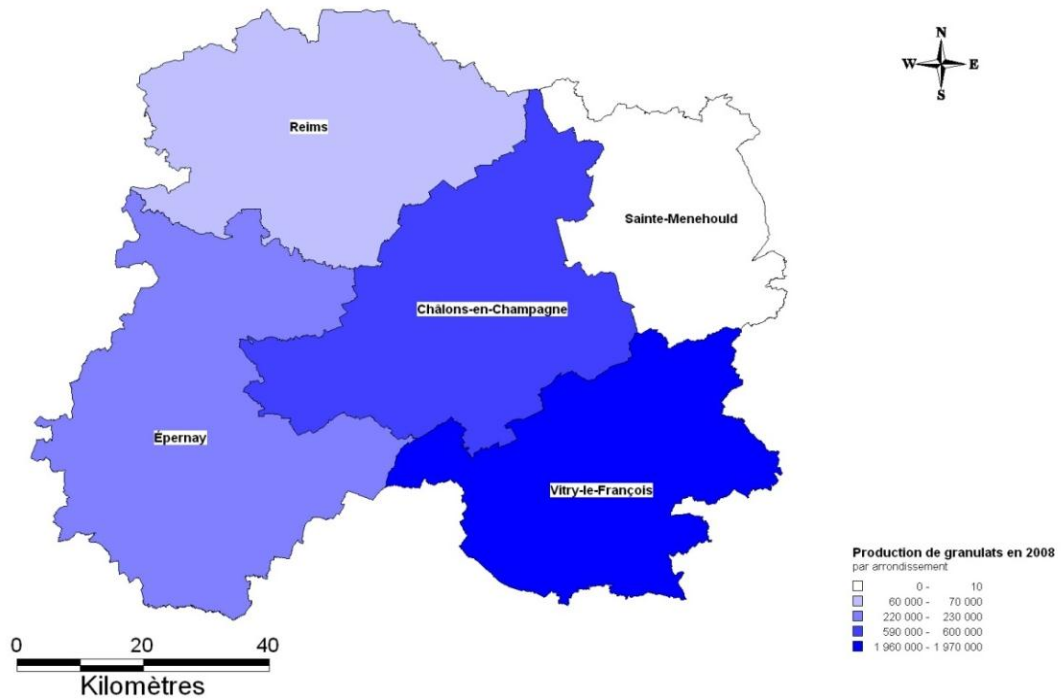 N
W E
S
Reims
Sainte-Menehould
Châlons-en-Champagne
Épernay
Vitry-le-François
Production de granulats en 2008
par arrondissement
0 - 10
60 000 - 70 000
220 000 - 230 000
590 000 - 600 000
1 960 000 - 1 970 000
0 20 40
Kilomètres